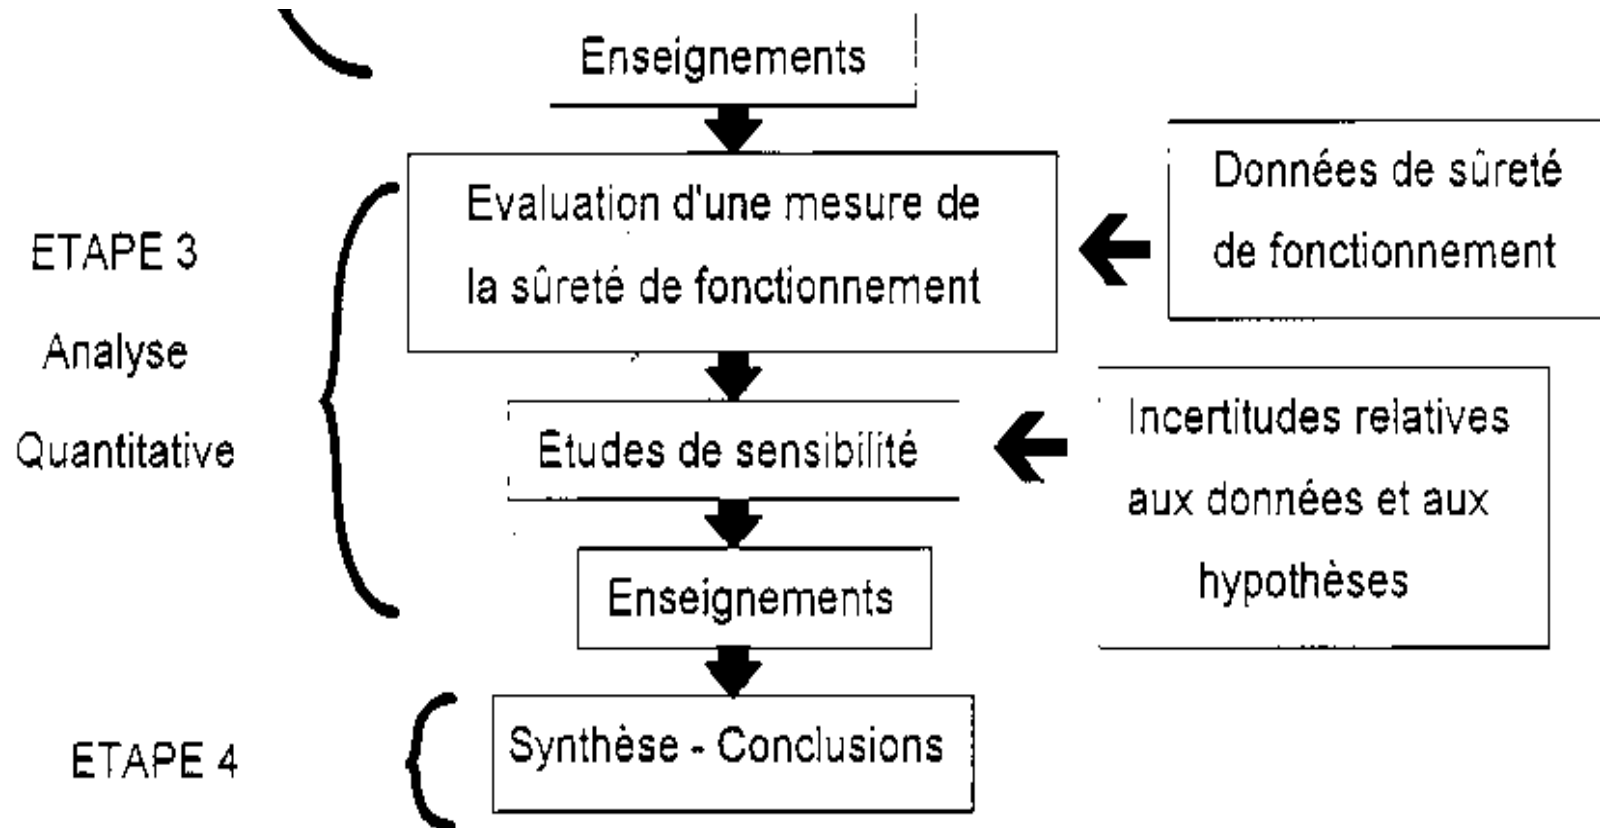 Enseignements
Evaluation d'une mesure de
la sûreté de fonctionnement
Données de sûreté
de fonctionnement
ETAPE 3
Analyse
Quantitative
Etudes de sensibilité
Incertitudes relatives
aux données et aux
hypothèses
Enseignements
ETAPE 4
Synthèse - Conclusions